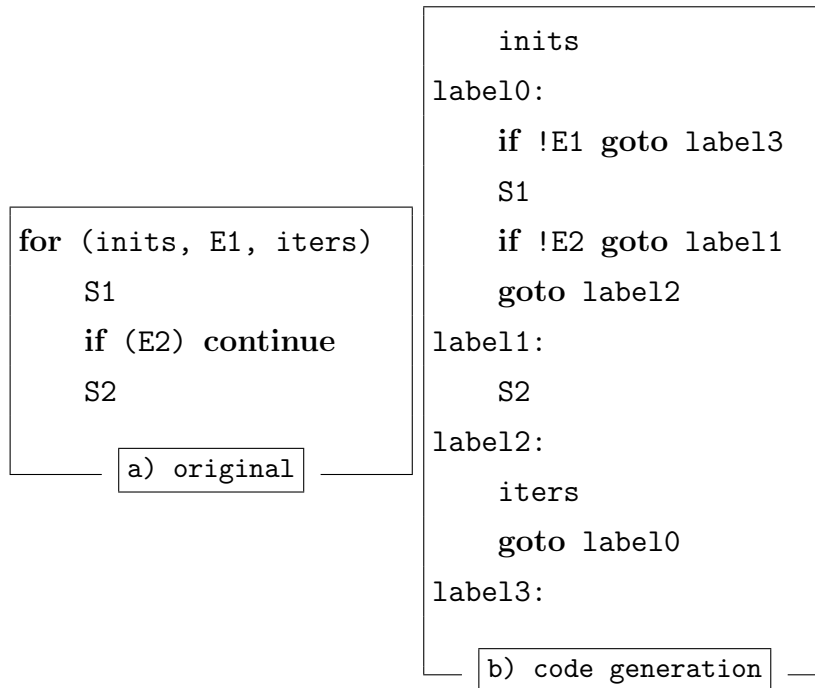 for (inits, E1, iters)
S1
if (E2) continue
S2
a) original
inits
label0:
if !E1 goto label3
S1
if !E2 goto label1
goto label2
label1:
S2
label2:
iters
goto label0
label3:
b) code generation